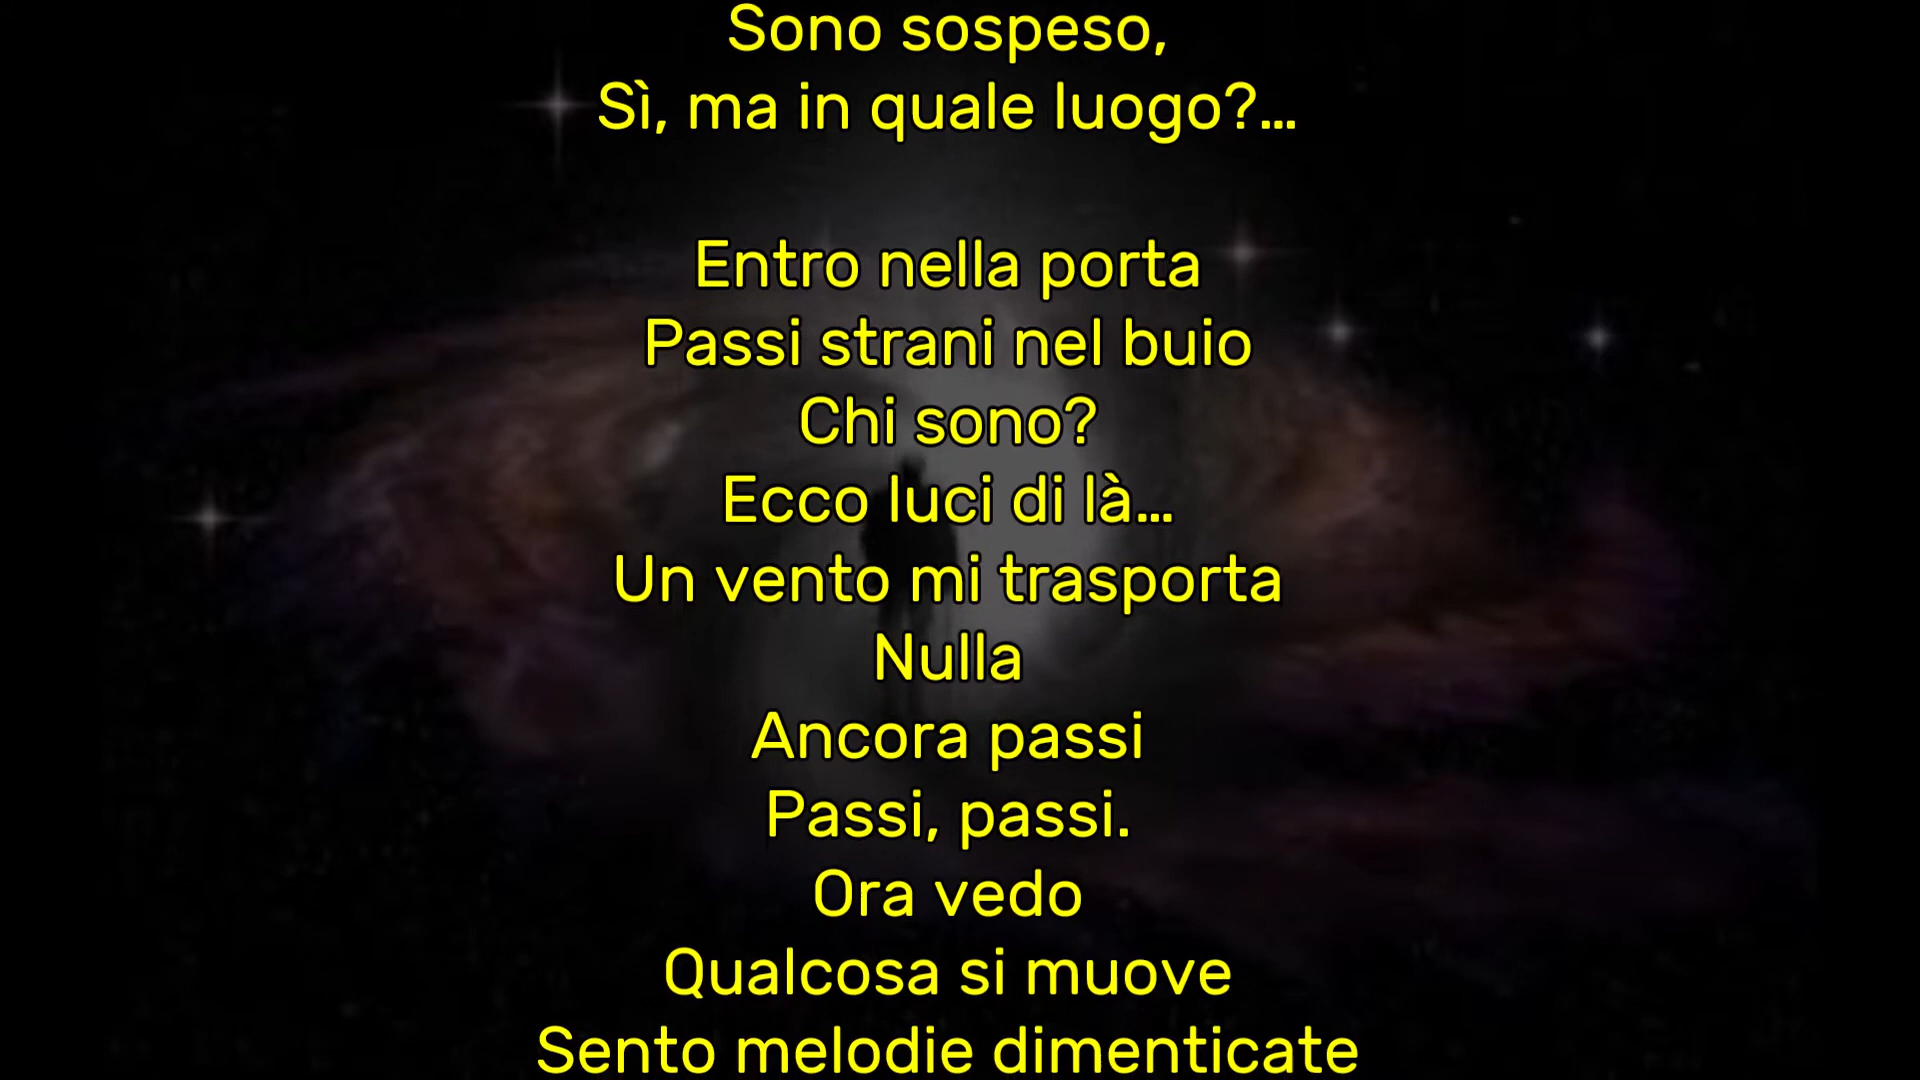 Sono sospeso,
Sì, ma in quale luogo?...
Entro nella porta
Passi strani nel buio
Chi sono?
Ecco luci di là...
Un vento mi trasporta
Nulla
Ancora passi
Passi, passi.
Ora vedo
Qualcosa si muove
Sento melodie dimenticate